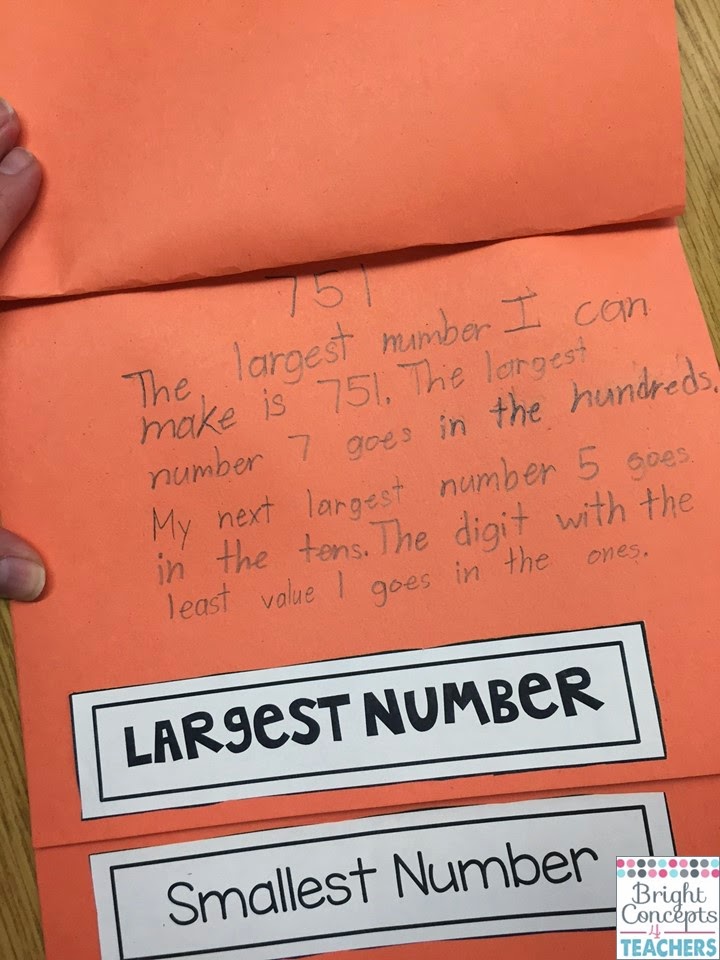 751
The largest number I can
make is 751. The largest
number 7 goes in the hundreds.
My next largest number 5 goes
in the tens. The digit with the
least value 1 goes in the ones.
LARgesT NUMBeR
Smallest Number
Bright
Concepts
4
TEACHERS